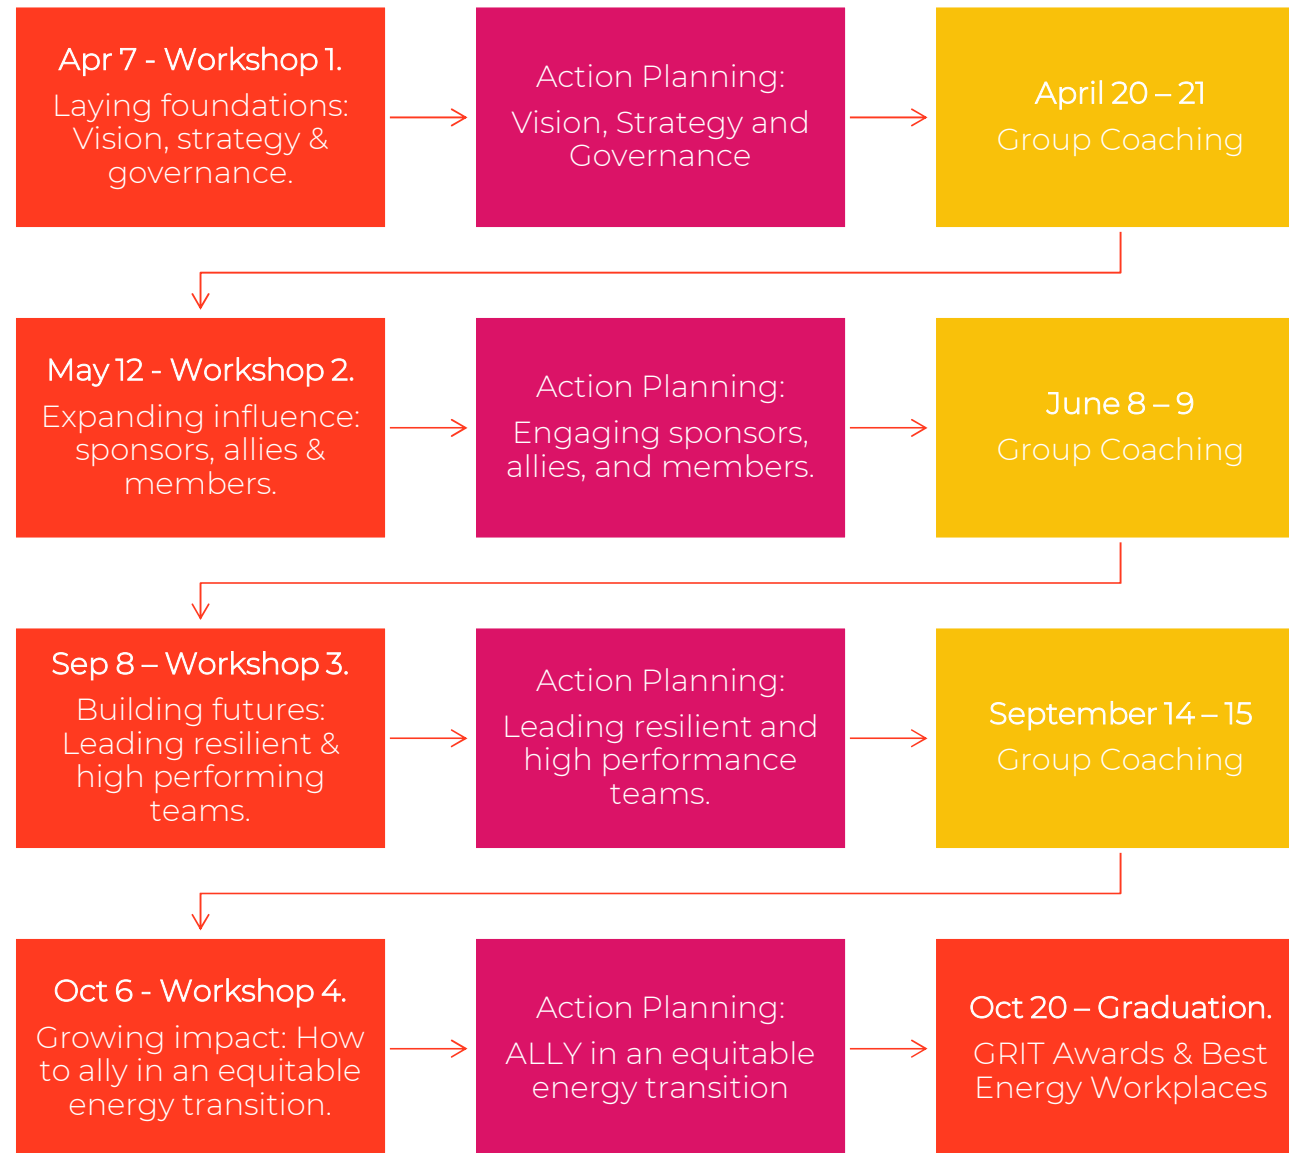 Apr 7 - Workshop 1.
Laying foundations:
Vision, strategy &
governance.
Action Planning:
Vision, Strategy and
Governance
April 20 – 21
Group Coaching
May 12 - Workshop 2.
Expanding influence:
sponsors, allies &
members.
Action Planning:
Engaging sponsors,
allies, and members.
June 8 – 9
Group Coaching
Sep 8 – Workshop 3.
Building futures:
Leading resilient &
high performing
teams.
Action Planning:
Leading resilient and
high performance
teams.
September 14 – 15
Group Coaching
Oct 6 - Workshop 4.
Growing impact: How
to ally in an equitable
energy transition.
Action Planning:
ALLY in an equitable
energy transition
Oct 20 – Graduation.
GRIT Awards & Best
Energy Workplaces